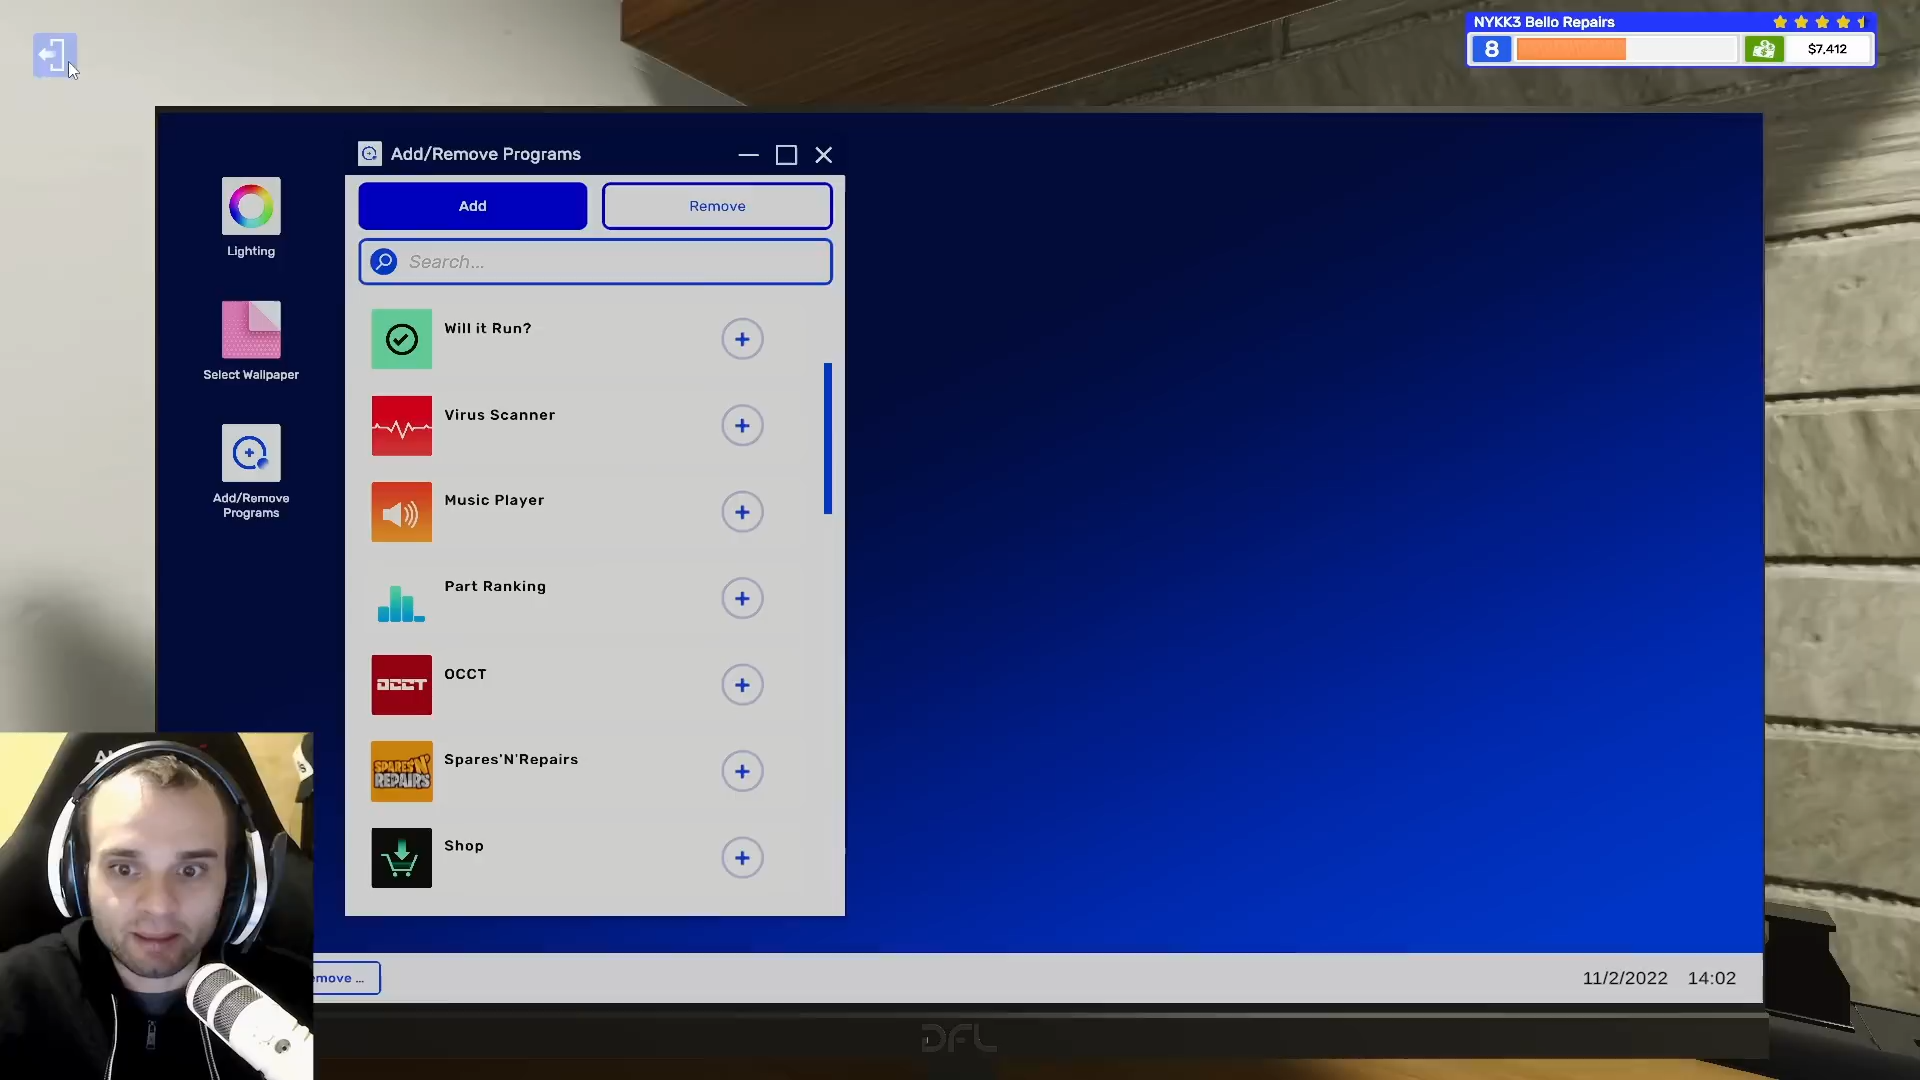 NYKK3 Bello Repairs
8
$7,412
Add/Remove Programs
Add
Remove
Search...
Lighting
Select Wallpaper
Add/Remove
Programs
Will it Run?
Virus Scanner
Music Player
Part Ranking
OCCT
OCCT
SPARES'N'
REPAIRS
Spares'N'Repairs
Shop
emove ...
11/2/2022 14:02
DFL